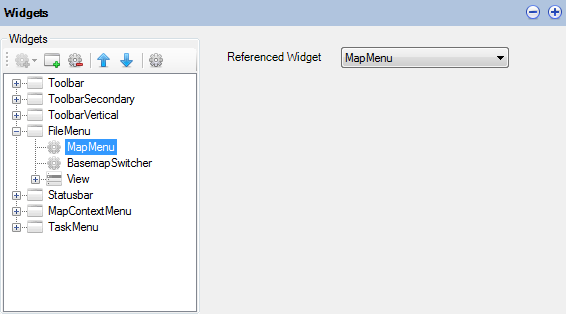 Widgets
Widgets
Referenced Widget MapMenu
Toolbar
ToolbarSecondary
ToolbarVertical
FileMenu
MapMenu
BasemapSwitcher
View
Statusbar
MapContextMenu
TaskMenu